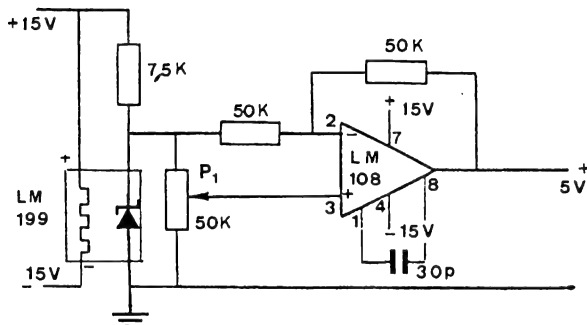 +15V
7,5K
50K
50K
+
15V
2
-
7
LM
108
8
+
3
1
4
-
15V
30p
+
5V
P1
50K
+
LM
199
-
- 15V